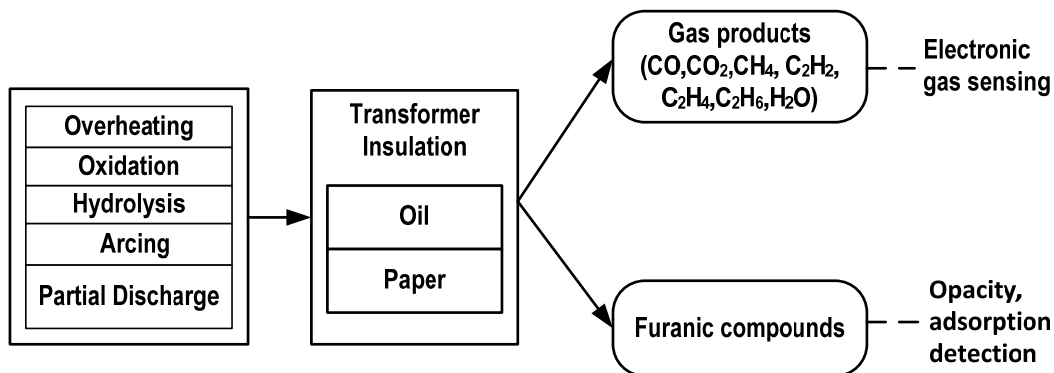 Overheating
Oxidation
Hydrolysis
Arcing
Partial Discharge
Transformer
Insulation
Oil
Paper
Gas products
(CO,CO₂,CH₄, C₂H₂,
C₂H₄,C₂H₆,H₂O)
Electronic
gas sensing
Furanic compounds
Opacity,
adsorption
detection